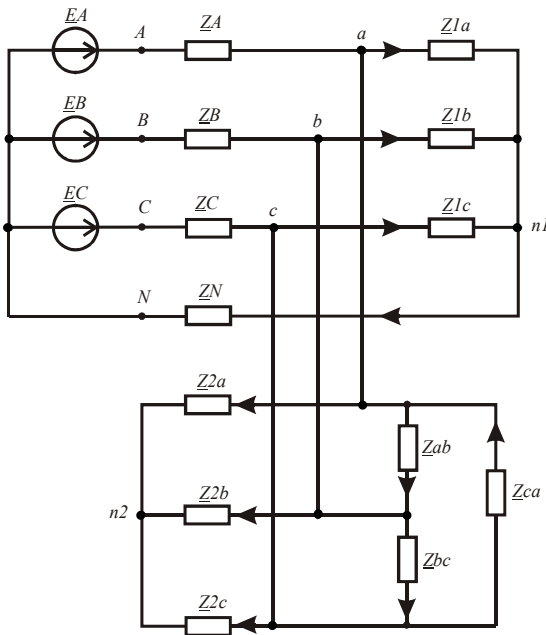 EA A ZA a Z1a
EB B ZB b Z1b
EC C ZC c Z1c
n1
N ZN
Z2a
Zab
Zca
n2 Z2b
Zbc
Z2c